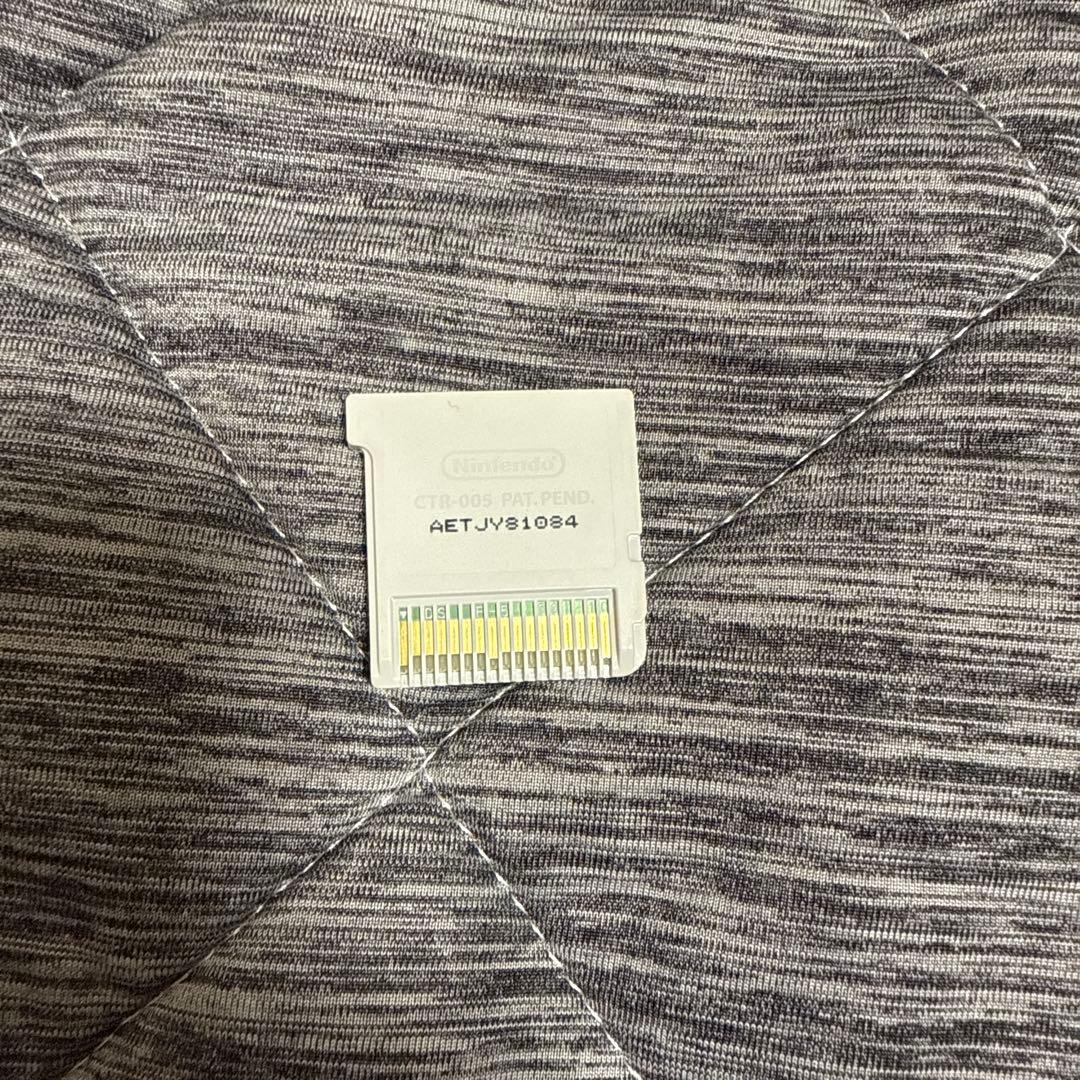 Nintendo
CTR-005 PAT. PEND.
AETJY81084